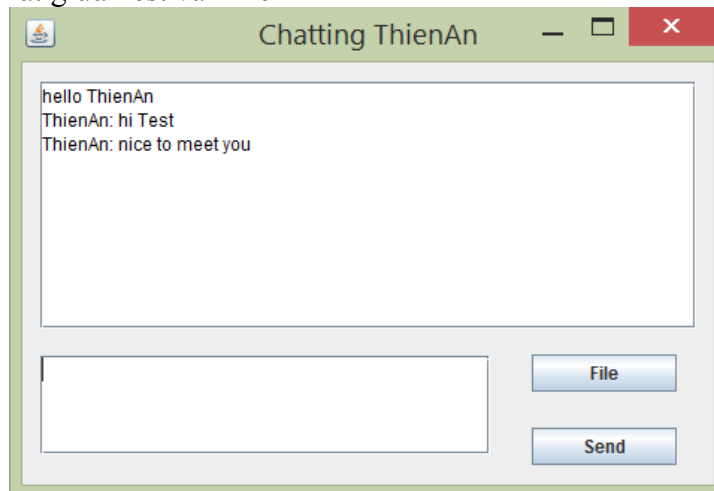 Chatting ThienAn
hello ThienAn
ThienAn: hi Test
ThienAn: nice to meet you
File
Send